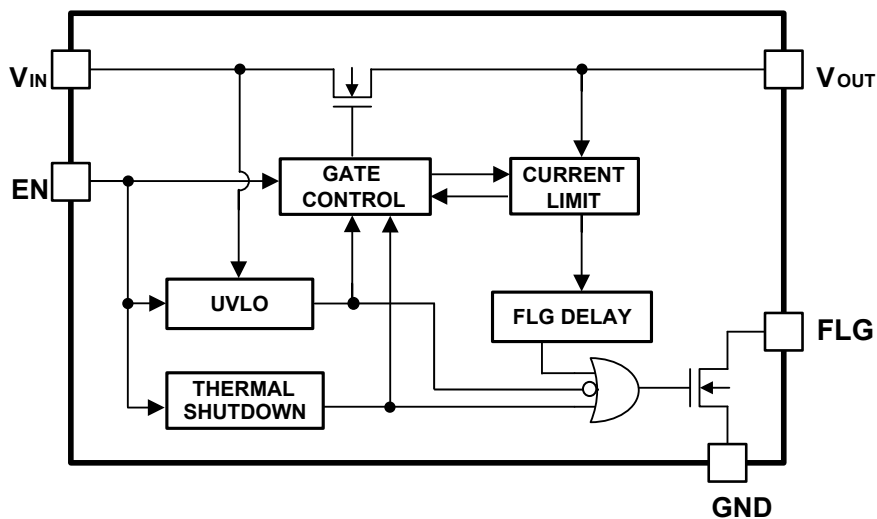 VIN
VOUT
EN
GATE
CONTROL
CURRENT
LIMIT
UVLO
FLG DELAY
FLG
THERMAL
SHUTDOWN
GND